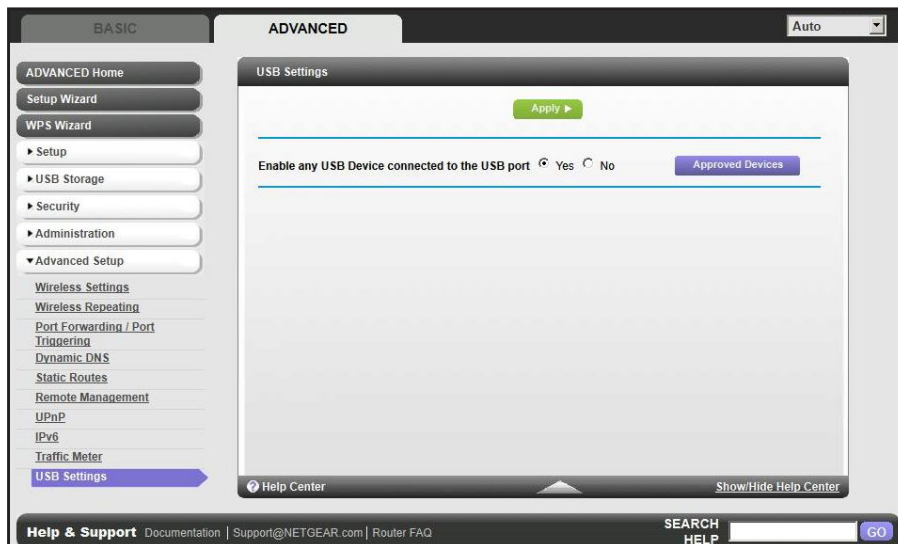 BASIC
ADVANCED
Auto
ADVANCED Home
Setup Wizard
WPS Wizard
Setup
USB Storage
Security
Administration
Advanced Setup
Wireless Settings
Wireless Repeating
Port Forwarding / Port
Triggering
Dynamic DNS
Static Routes
Remote Management
UPnP
IPv6
Traffic Meter
USB Settings
USB Settings
Apply
Enable any USB Device connected to the USB port Yes No
Approved Devices
Help Center
Show/Hide Help Center
Help & Support Documentation | Support@NETGEAR.com | Router FAQ
SEARCH
HELP
GO